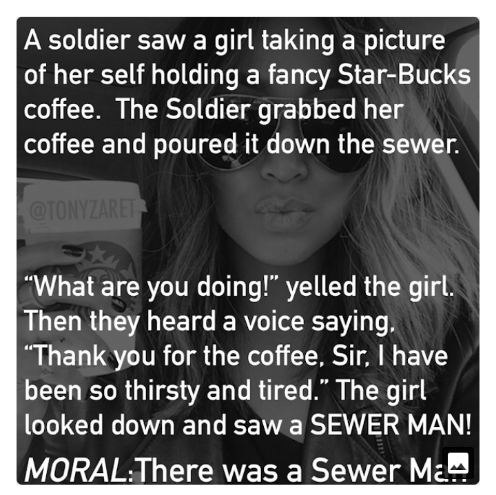 A soldier saw a girl taking a picture
of her self holding a fancy Star-Bucks
coffee. The Soldier grabbed her
coffee and poured it down the sewer.
@TONYZARET
“What are you doing!” yelled the girl.
Then they heard a voice saying,
“Thank you for the coffee, Sir, I have
been so thirsty and tired.” The girl
looked down and saw a SEWER MAN!
MORAL:There was a Sewer Man.